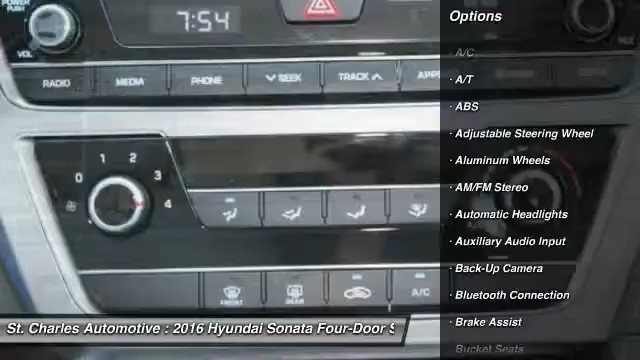 POWER
PUSH
VOL
7:54
RADIO
MEDIA
PHONE
SEEK
TRACK
APPS
0
1
2
3
4
FRONT
REAR
A/C
Options
· A/C
· A/T
· ABS
· Adjustable Steering Wheel
· Aluminum Wheels
· AM/FM Stereo
· Automatic Headlights
· Auxiliary Audio Input
· Back-Up Camera
· Bluetooth Connection
· Brake Assist
· Bucket Seats
St. Charles Automotive : 2016 Hyundai Sonata Four-Door S